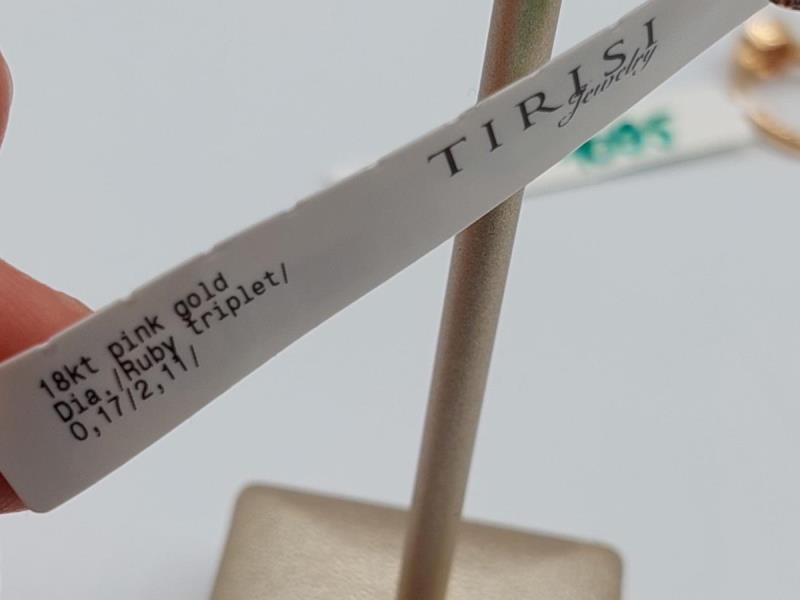 TIRISI
Jewelry
18kt pink gold
Dia./Ruby triplet/
0,17/2,11/